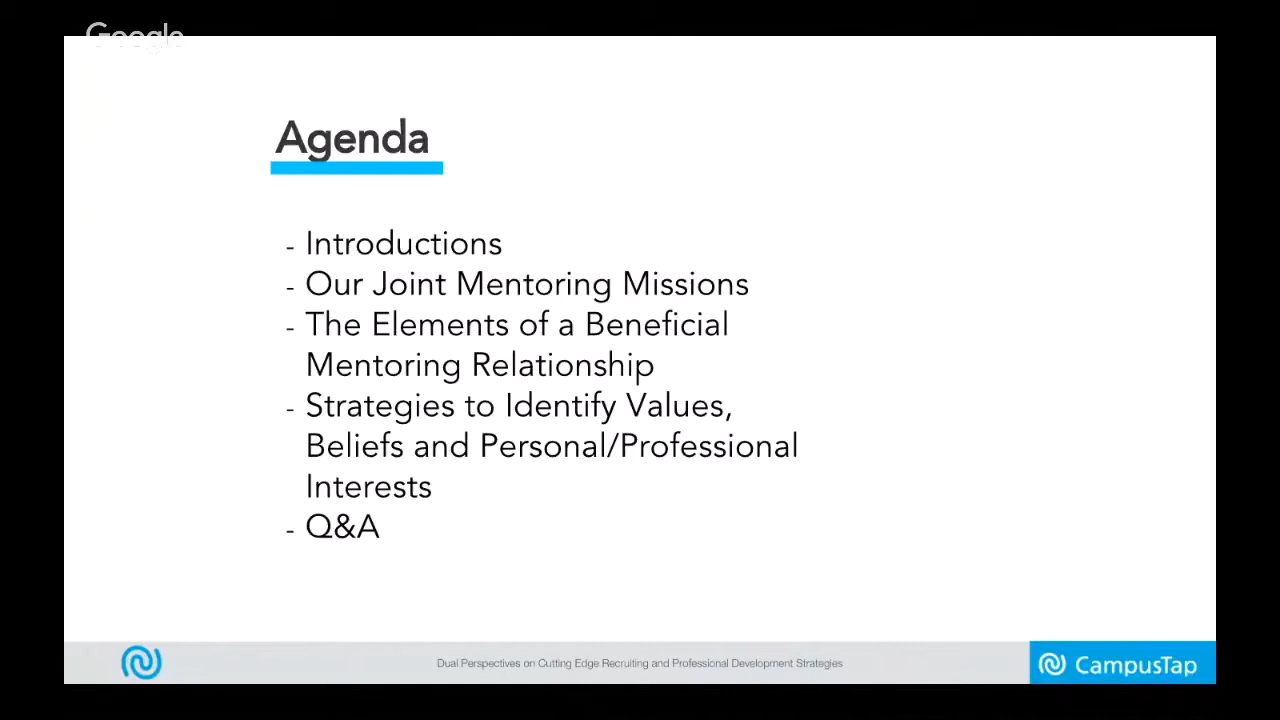 Google
Agenda
- Introductions
- Our Joint Mentoring Missions
- The Elements of a Beneficial
Mentoring Relationship
- Strategies to Identify Values,
Beliefs and Personal/Professional
Interests
- Q&A
Dual Perspectives on Cutting Edge Recruiting and Professional Development Strategies
CampusTap